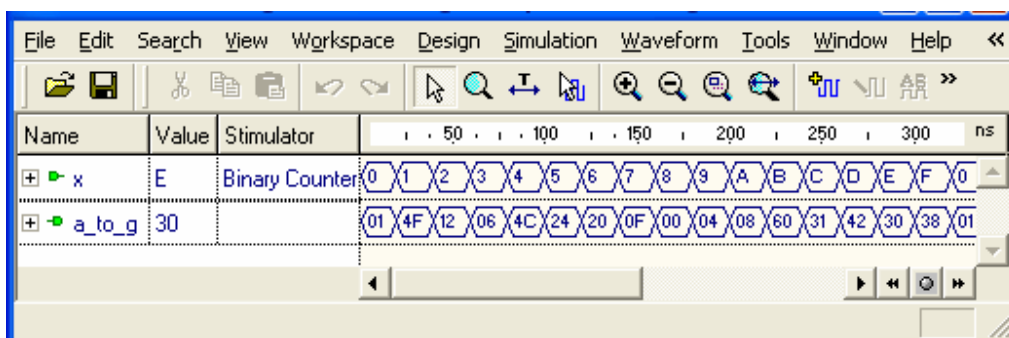 File Edit Search View Workspace Design Simulation Waveform Tools Window Help «
»
Name Value Stimulator 50 100 150 200 250 300 ns
x E Binary Counter 0 1 2 3 4 5 6 7 8 9 A B C D E F 0
a_to_g 30 01 4F 12 06 4C 24 20 0F 00 04 08 60 31 42 30 38 01